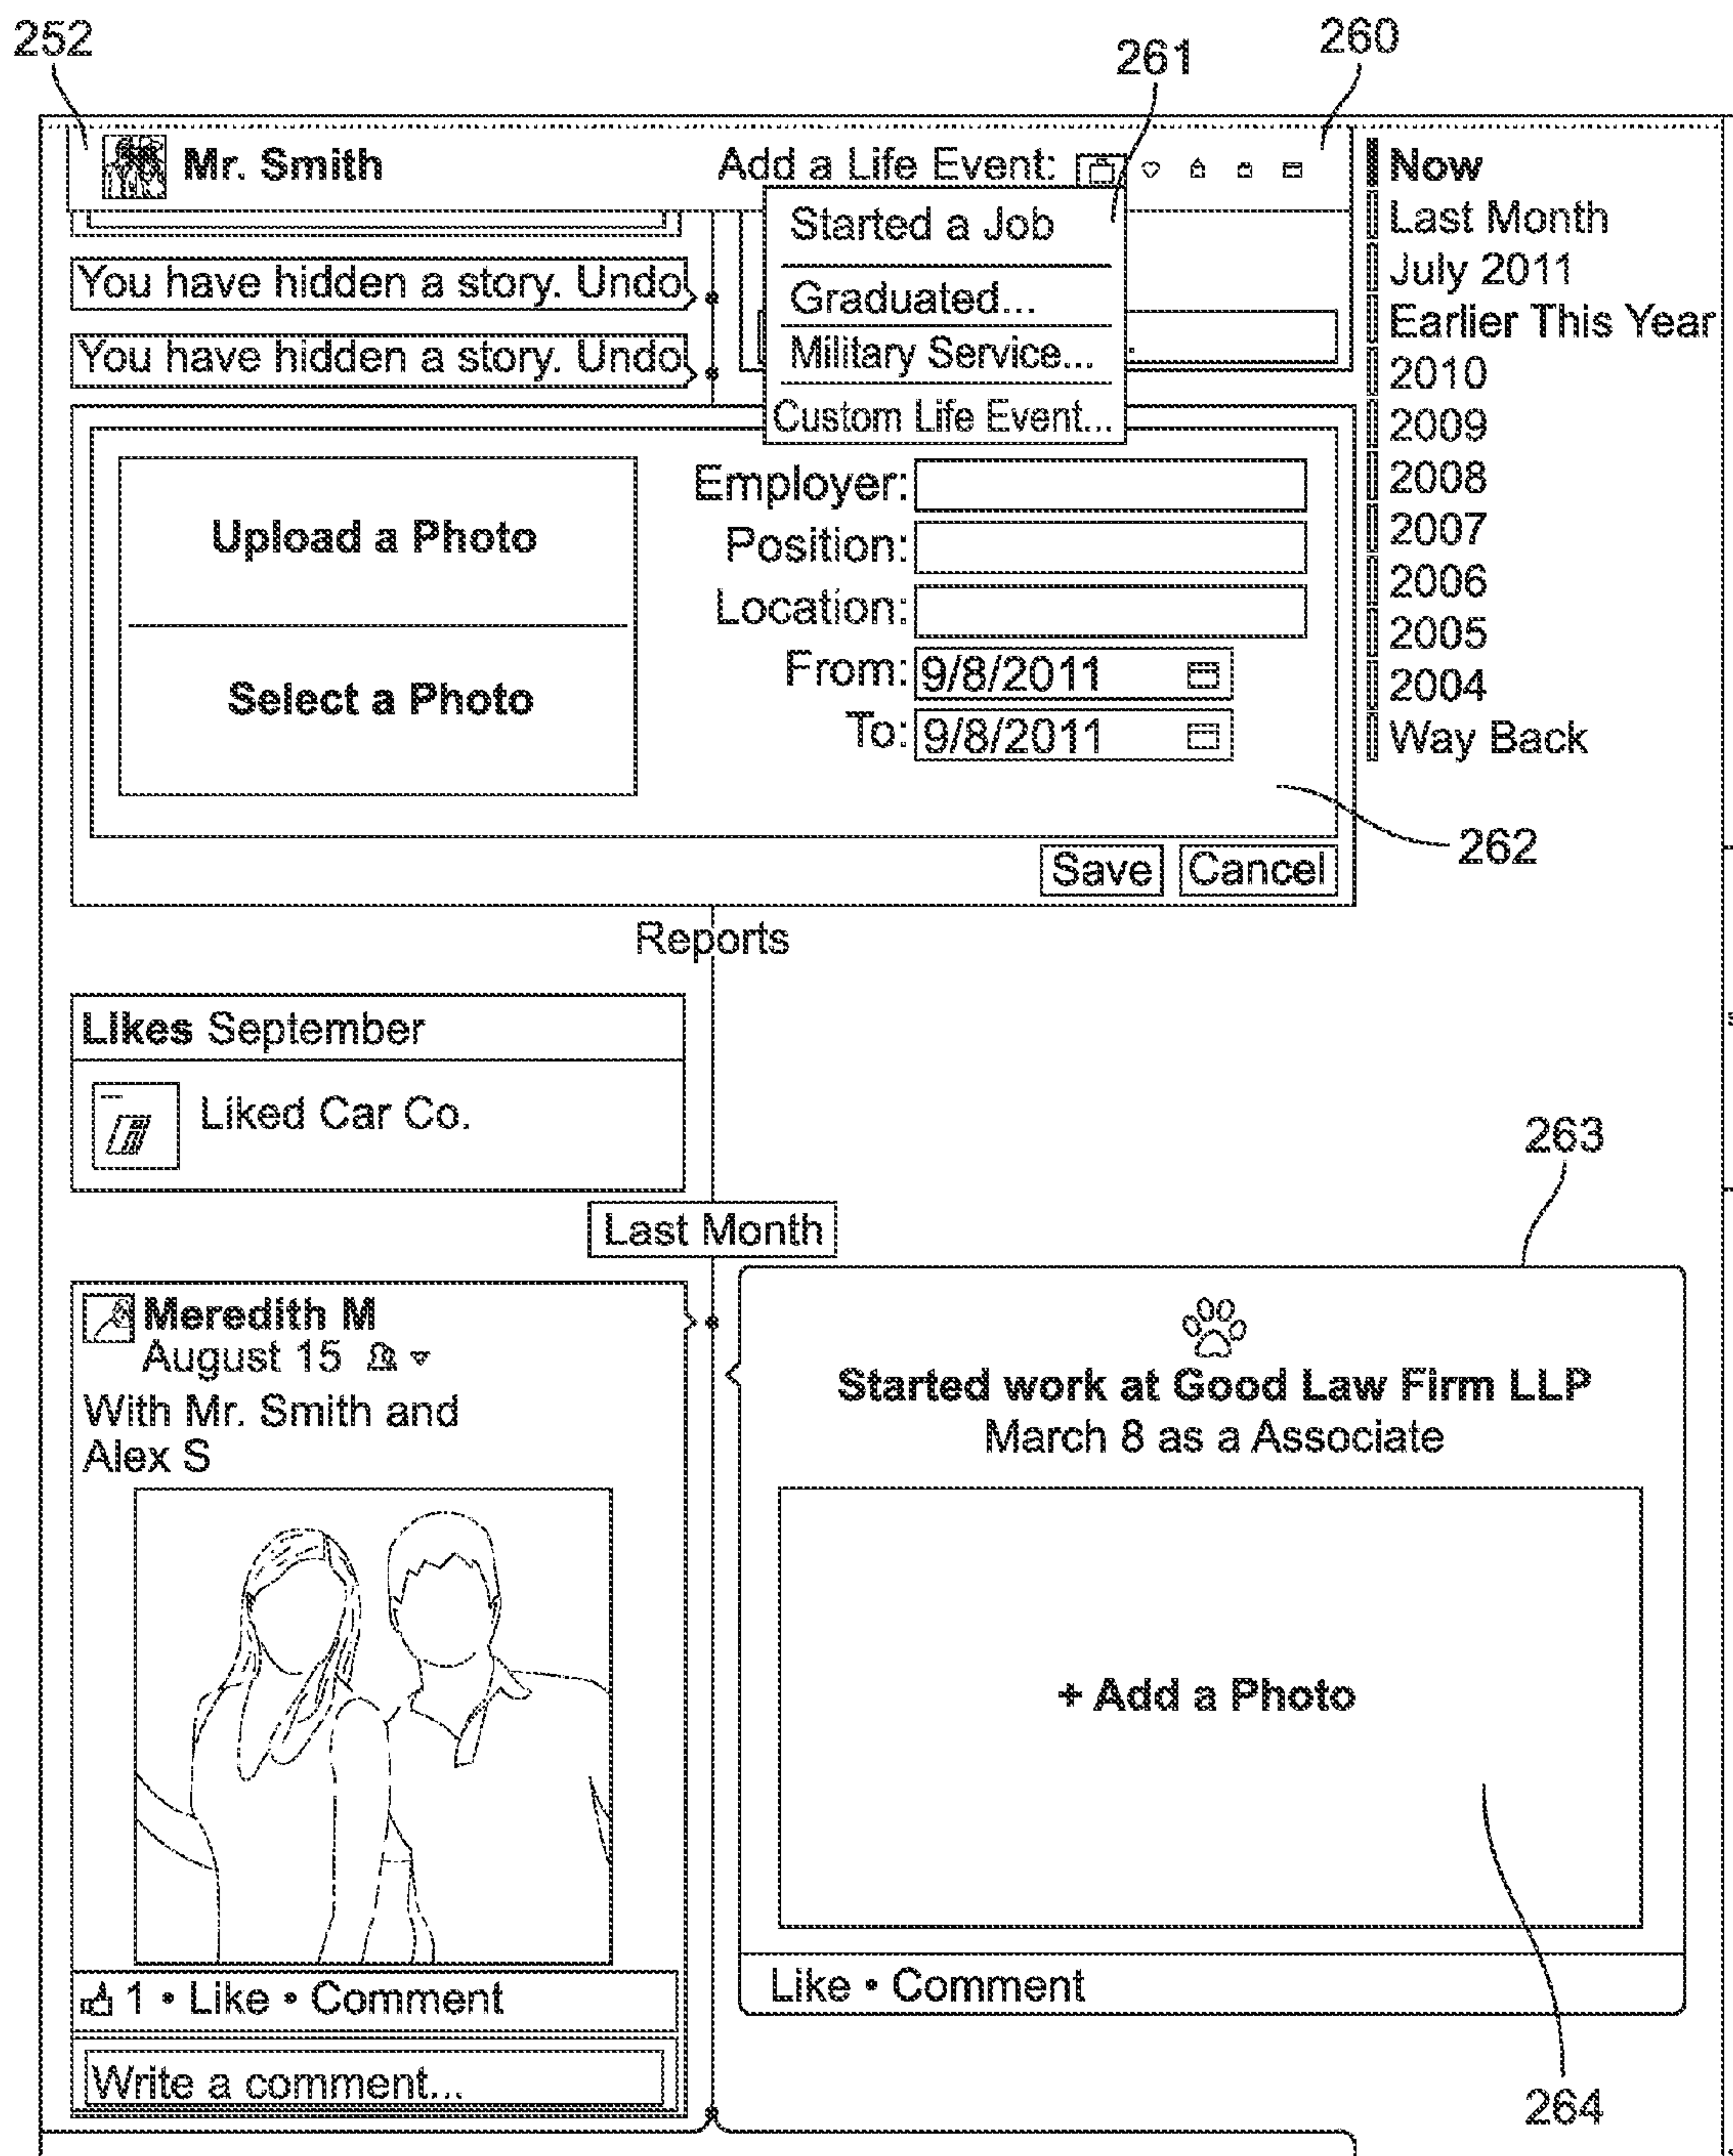 252
261
260
Mr. Smith
Add a Life Event:
Started a Job
Graduated...
Military Service...
Custom Life Event...
You have hidden a story. Undo
You have hidden a story. Undo
Now
Last Month
July 2011
Earlier This Year
2010
2009
2008
2007
2006
2005
2004
Way Back
Upload a Photo
Select a Photo
Employer:
Position:
Location:
From: 9/8/2011
To: 9/8/2011
262
Save Cancel
Reports
Likes September
Liked Car Co.
263
Last Month
Meredith M
August 15
With Mr. Smith and
Alex S
1 • Like • Comment
Write a comment...
Started work at Good Law Firm LLP
March 8 as a Associate
+ Add a Photo
Like • Comment
264